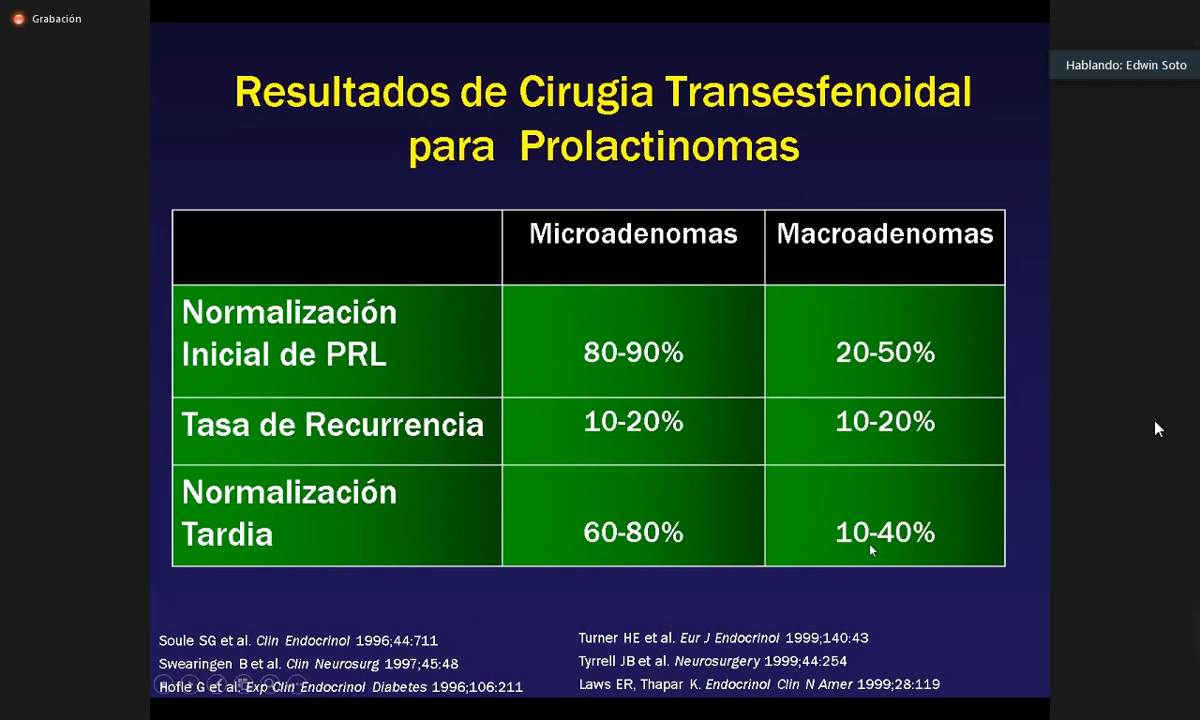 Grabación
Hablando: Edwin Soto
Resultados de Cirugia Transesfenoidal
para Prolactinomas
Microadenomas Macroadenomas
Normalización
Inicial de PRL 80-90% 20-50%
Tasa de Recurrencia 10-20% 10-20%
Normalización
Tardia 60-80% 10-40%
Soule SG et al. Clin Endocrinol 1996;44:711
Swearingen B et al. Clin Neurosurg 1997;45:48
Hofle G et al. Exp Clin Endocrinol Diabetes 1996;106:211
Turner HE et al. Eur J Endocrinol 1999;140:43
Tyrrell JB et al. Neurosurgery 1999;44:254
Laws ER, Thapar K. Endocrinol Clin N Amer 1999;28:119